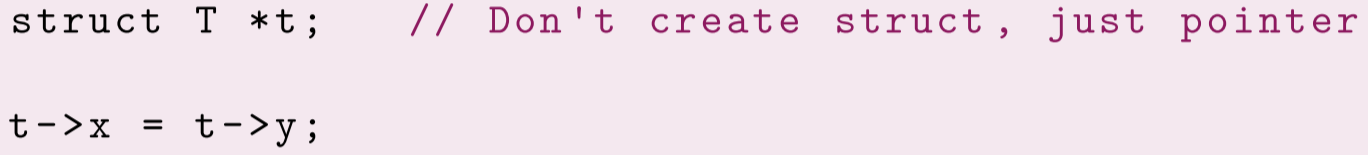 struct T *t;   // Don't create struct, just pointer
t->x = t->y;